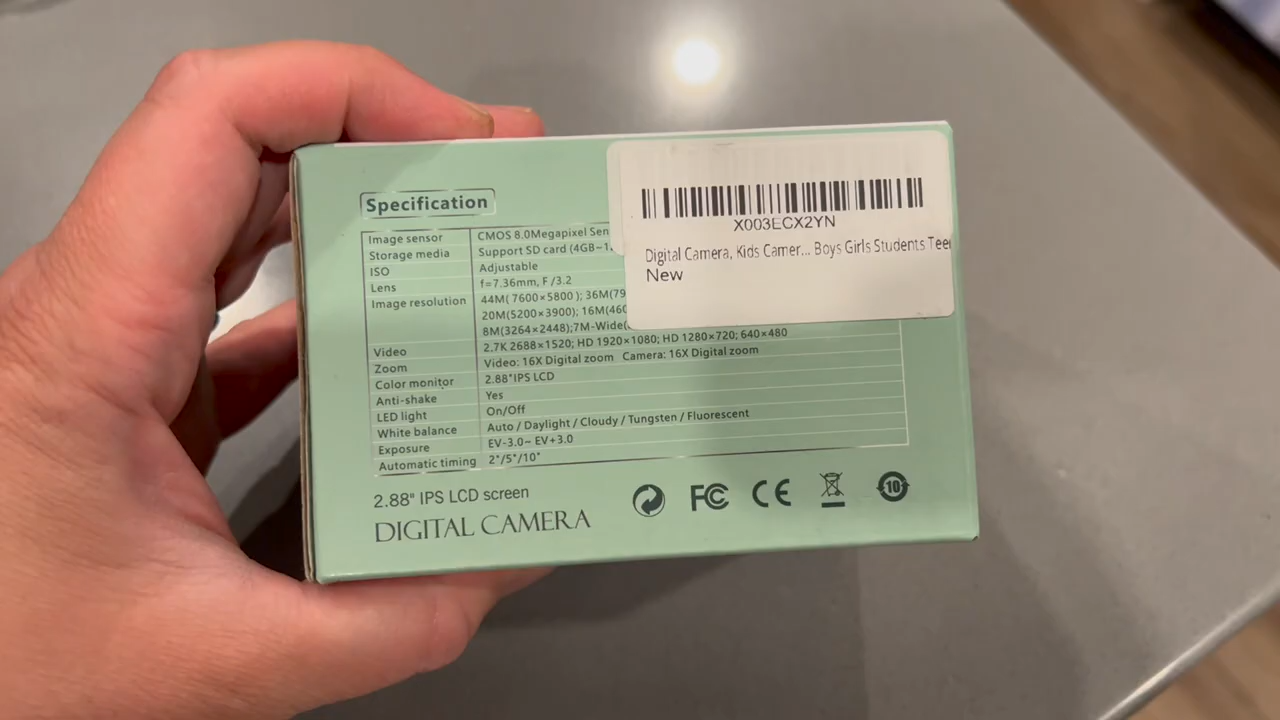 Specification
X003ECX2YN
Digital Camera, Kids Camer... Boys Girls Students Tee
New
Image sensor CMOS 8.0Megapixel Sen
Storage media Support SD card (4GB~1
ISO Adjustable
Lens f=7.36mm, F /3.2
Image resolution 44M( 7600×5800 ); 36M(79
20M(5200×3900); 16M(460
8M(3264×2448);7M-Wide(
Video 2.7K 2688×1520; HD 1920×1080; HD 1280×720; 640×480
Zoom Video: 16X Digital zoom Camera: 16X Digital zoom
Color monitor 2.88"IPS LCD
Anti-shake Yes
LED light On/Off
White balance Auto / Daylight / Cloudy / Tungsten / Fluorescent
Exposure EV-3.0~ EV+3.0
Automatic timing 2"/5"/10"
2.88" IPS LCD screen
DIGITAL CAMERA
FC CE 10